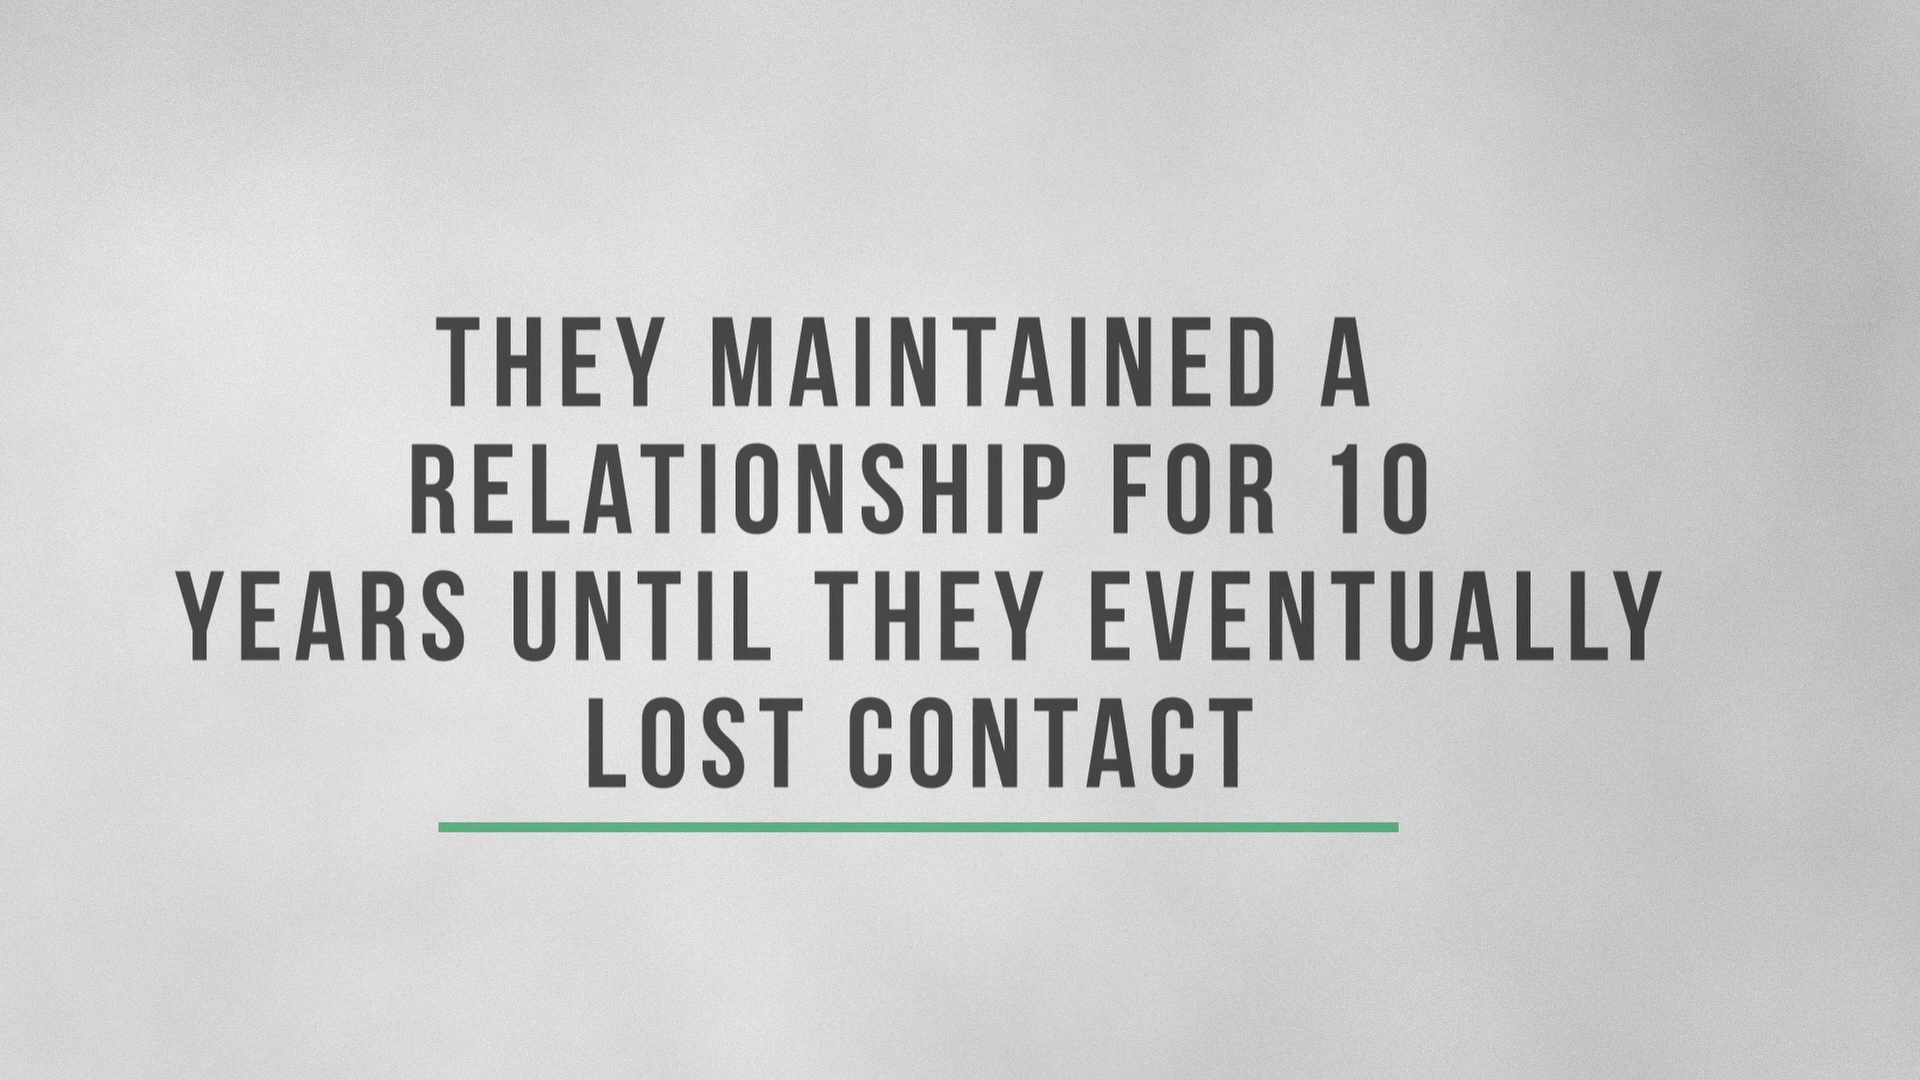 THEY MAINTAINED A
RELATIONSHIP FOR 10
YEARS UNTIL THEY EVENTUALLY
LOST CONTACT